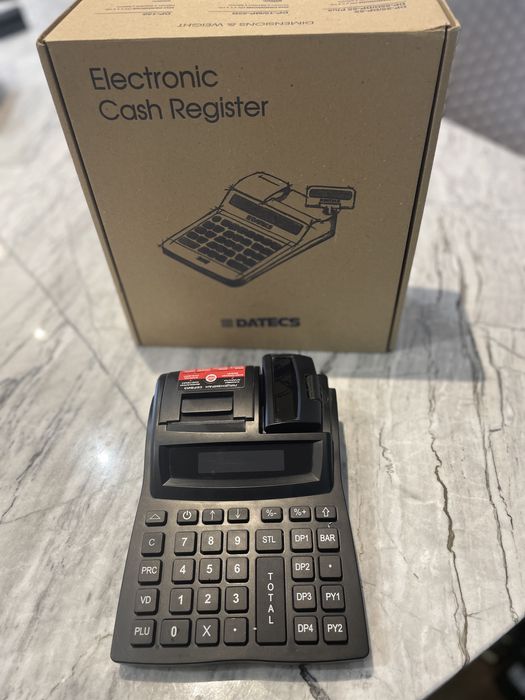 DIMENSIONS & WEIGHT
Electronic
Cash Register
DATECS
DATECS
%- %+
C 7 8 9 STL DP1 BAR
PRC 4 5 6 DP2 •
VD 1 2 3 TOTAL DP3 PY1
PLU 0 X • DP4 PY2